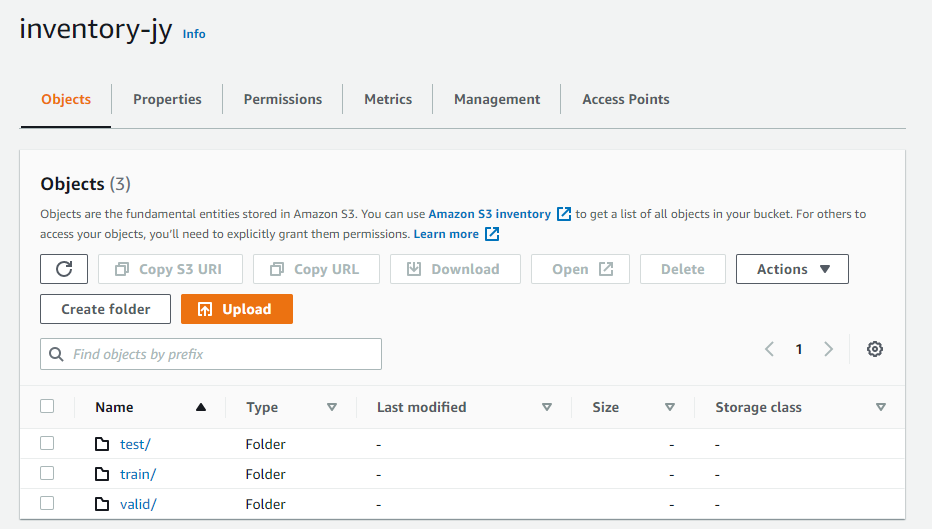 inventory-jy Info
Objects Properties Permissions Metrics Management Access Points
Objects (3)
Objects are the fundamental entities stored in Amazon S3. You can use Amazon S3 inventory to get a list of all objects in your bucket. For others to
access your objects, you'll need to explicitly grant them permissions. Learn more
Copy S3 URI Copy URL Download Open Delete Actions
Create folder Upload
Find objects by prefix 1
Name Type Last modified Size Storage class
test/ Folder - - -
train/ Folder - - -
valid/ Folder - - -